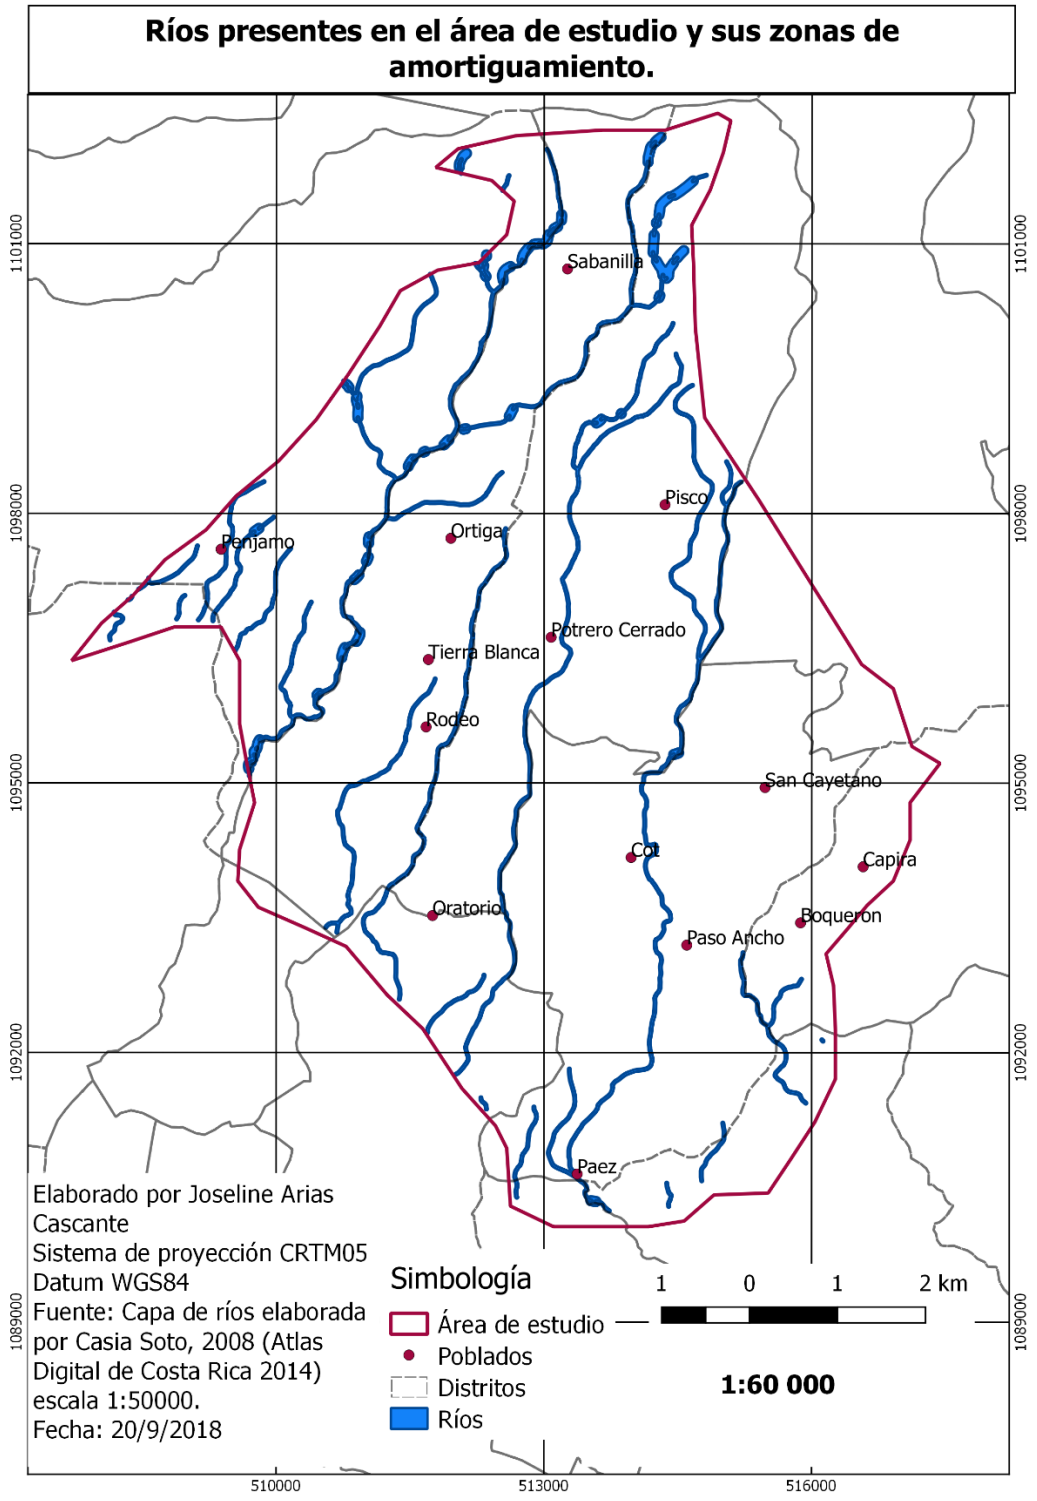 Ríos presentes en el área de estudio y sus zonas de
amortiguamiento.
1101000
1101000
Sabanilla
1098000
1098000
Pisco
Ortiga
Penjamo
Potrero Cerrado
Tierra Blanca
Rodeo
1095000
1095000
San Cayetano
Cot
Capira
Oratorio
Boqueron
Paso Ancho
1092000
1092000
Paez
Elaborado por Joseline Arias
Cascante
Sistema de proyección CRTM05
Datum WGS84
Fuente: Capa de ríos elaborada
por Casia Soto, 2008 (Atlas
Digital de Costa Rica 2014)
escala 1:50000.
Fecha: 20/9/2018
Simbología
Área de estudio
Poblados
Distritos
Ríos
1 0 1 2 km
1:60 000
1089000
1089000
510000 513000 516000